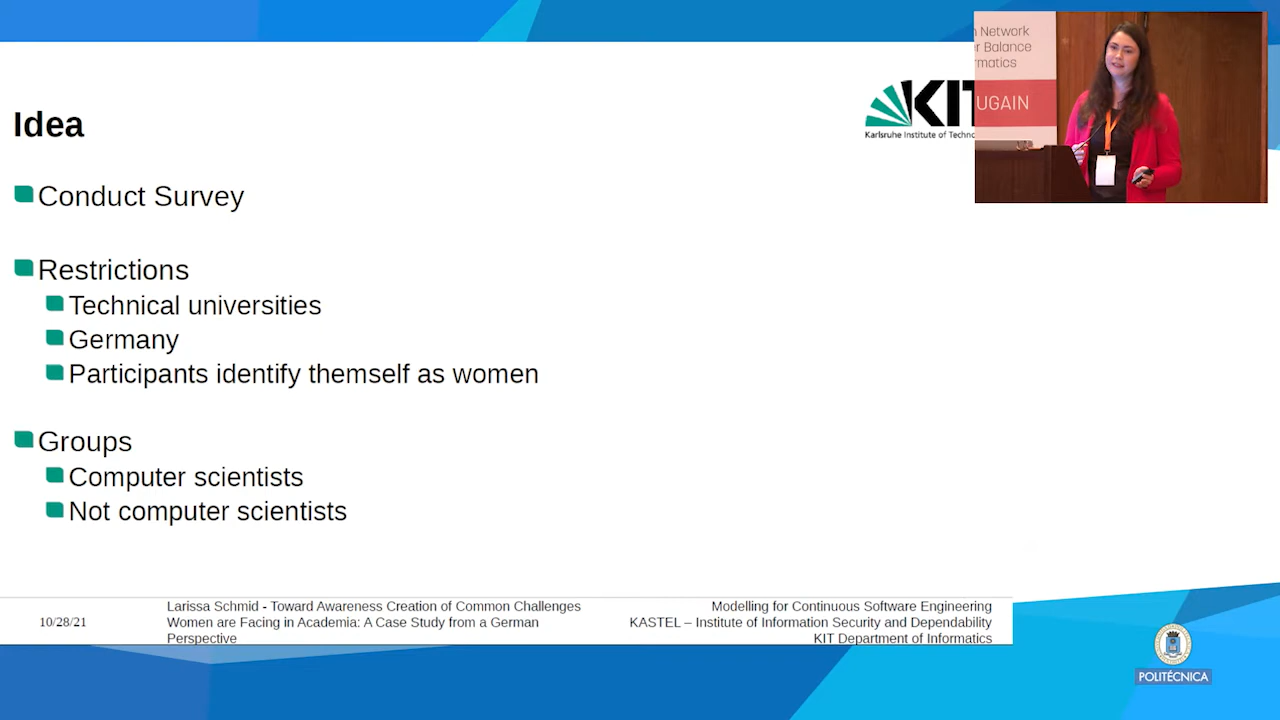 Idea
KIT
Karlsruhe Institute of Techno
n Network
r Balance
rmatics
UGAIN
Conduct Survey
Restrictions
Technical universities
Germany
Participants identify themself as women
Groups
Computer scientists
Not computer scientists
10/28/21
Larissa Schmid - Toward Awareness Creation of Common Challenges
Women are Facing in Academia: A Case Study from a German
Perspective
Modelling for Continuous Software Engineering
KASTEL – Institute of Information Security and Dependability
KIT Department of Informatics
POLITÉCNICA